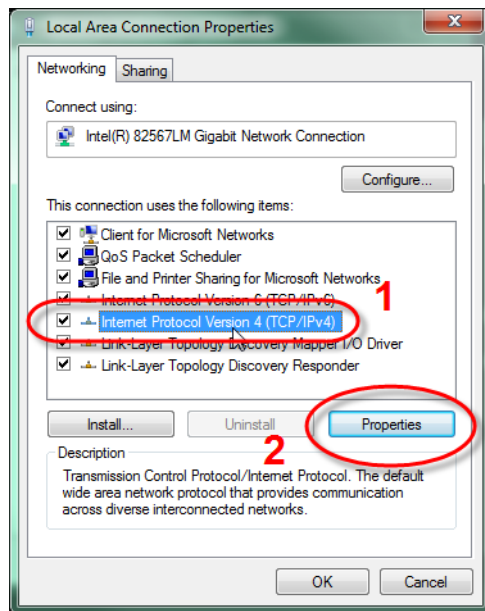 Local Area Connection Properties
Networking
Sharing
Connect using:
Intel(R) 82567LM Gigabit Network Connection
Configure...
This connection uses the following items:
Client for Microsoft Networks
QoS Packet Scheduler
File and Printer Sharing for Microsoft Networks
1
Internet Protocol Version 6 (TCP/IPv6)
Internet Protocol Version 4 (TCP/IPv4)
Link-Layer Topology Discovery Mapper I/O Driver
Link-Layer Topology Discovery Responder
Install...
Uninstall
Properties
2
Description
Transmission Control Protocol/Internet Protocol. The default
wide area network protocol that provides communication
across diverse interconnected networks.
OK
Cancel